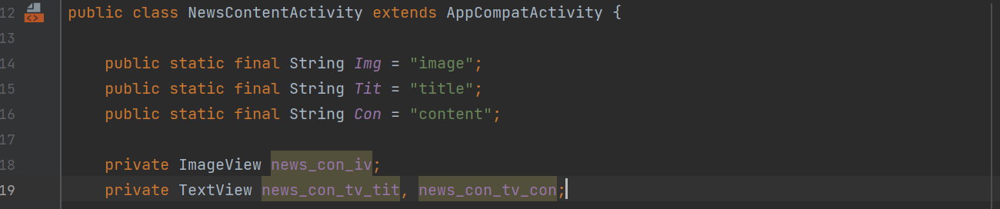 12 public class NewsContentActivity extends AppCompatActivity {
13
14 public static final String Img = "image";
15 public static final String Tit = "title";
16 public static final String Con = "content";
17
18 private ImageView news_con_iv;
19 private TextView news_con_tv_tit, news_con_tv_con;